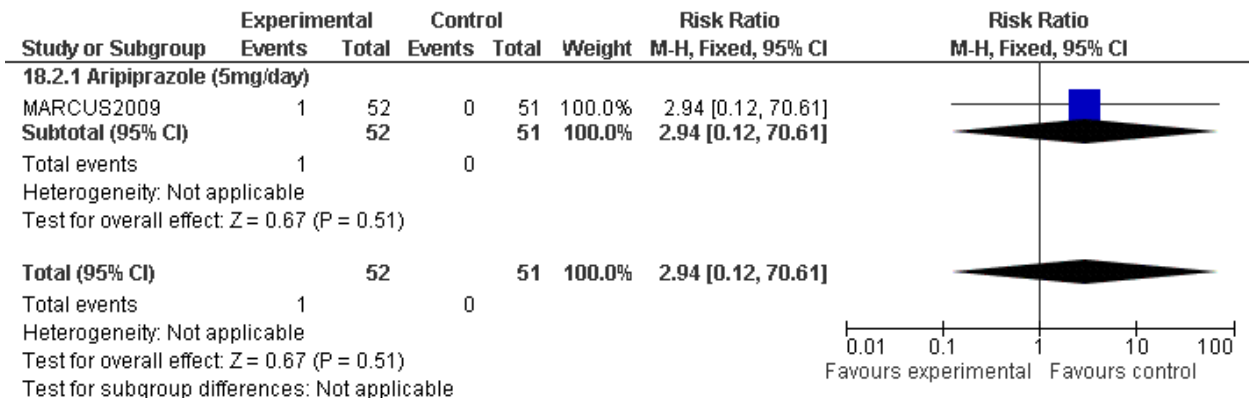 Experimental Control Risk Ratio Risk Ratio
Study or Subgroup Events Total Events Total Weight M-H, Fixed, 95% CI M-H, Fixed, 95% CI
18.2.1 Aripiprazole (5mg/day)
MARCUS2009 1 52 0 51 100.0% 2.94 [0.12, 70.61]
Subtotal (95% CI) 52 51 100.0% 2.94 [0.12, 70.61]
Total events 1 0
Heterogeneity: Not applicable
Test for overall effect: Z = 0.67 (P = 0.51)
Total (95% CI) 52 51 100.0% 2.94 [0.12, 70.61]
Total events 1 0
Heterogeneity: Not applicable
Test for overall effect: Z = 0.67 (P = 0.51)
Test for subgroup differences: Not applicable
0.01 0.1 1 10 100
Favours experimental Favours control